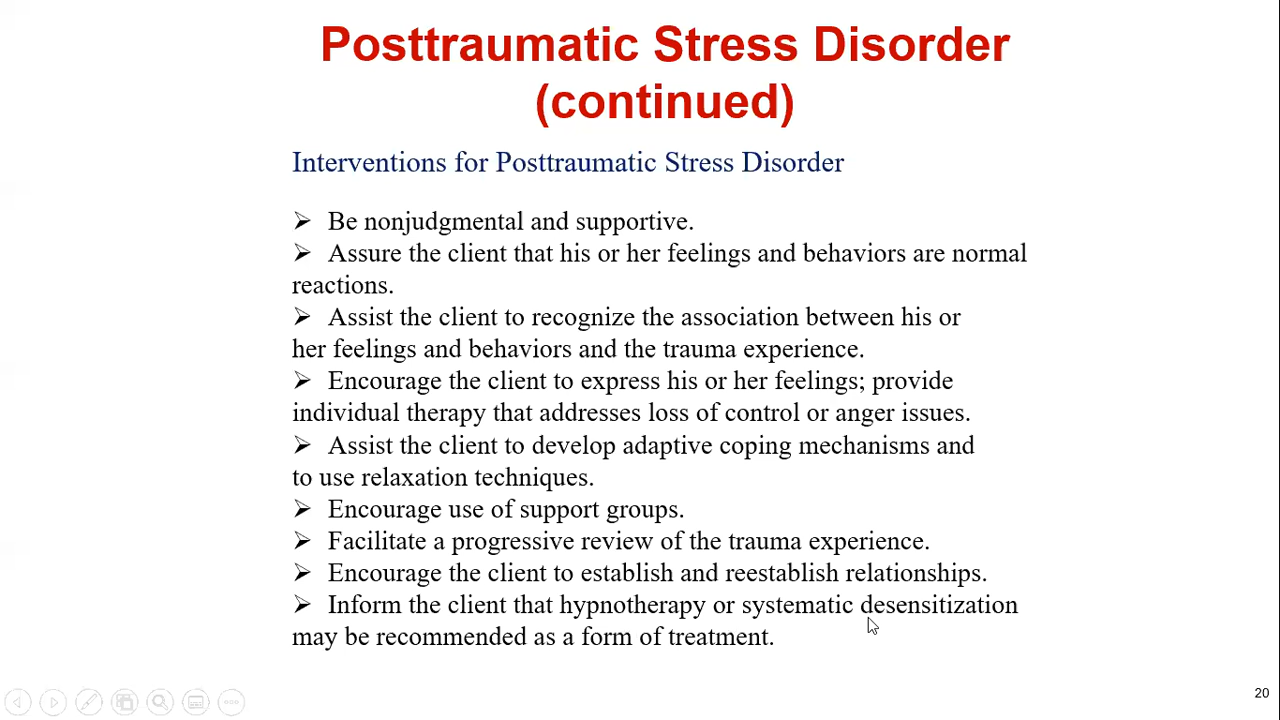 Posttraumatic Stress Disorder
(continued)
Interventions for Posttraumatic Stress Disorder
➢ Be nonjudgmental and supportive.
➢ Assure the client that his or her feelings and behaviors are normal
reactions.
➢ Assist the client to recognize the association between his or
her feelings and behaviors and the trauma experience.
➢ Encourage the client to express his or her feelings; provide
individual therapy that addresses loss of control or anger issues.
➢ Assist the client to develop adaptive coping mechanisms and
to use relaxation techniques.
➢ Encourage use of support groups.
➢ Facilitate a progressive review of the trauma experience.
➢ Encourage the client to establish and reestablish relationships.
➢ Inform the client that hypnotherapy or systematic desensitization
may be recommended as a form of treatment.
20